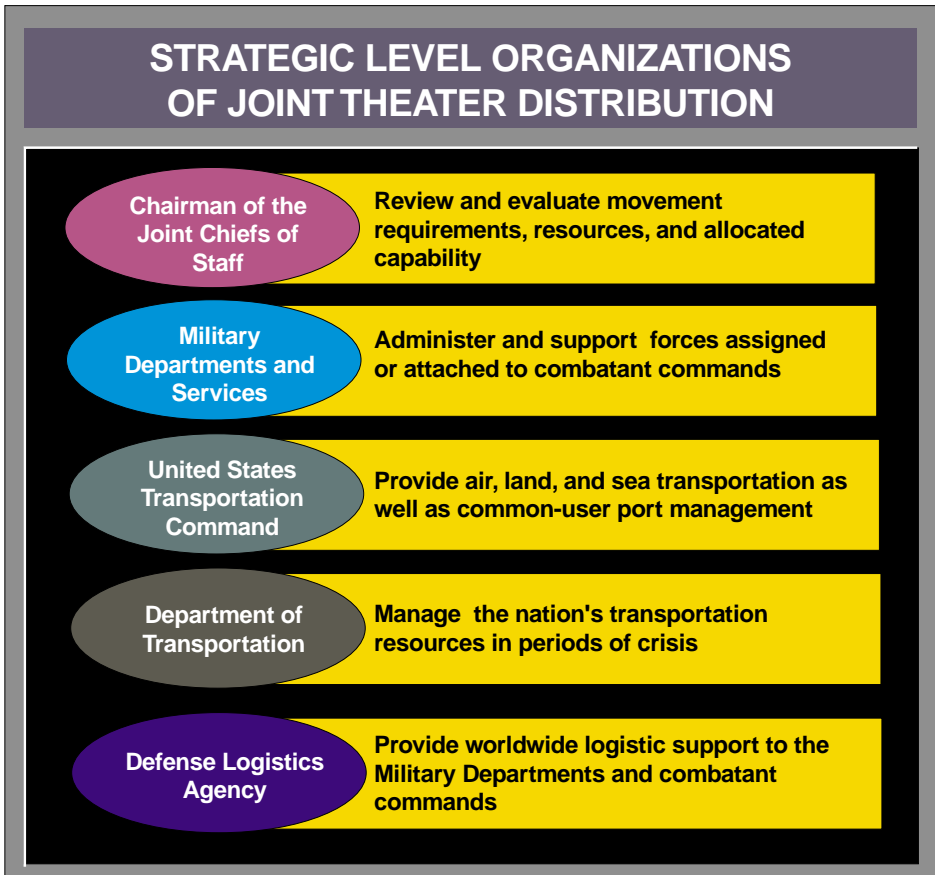 STRATEGIC LEVEL ORGANIZATIONS
OF JOINT THEATER DISTRIBUTION
Chairman of the
Joint Chiefs of
Staff
Review and evaluate movement
requirements, resources, and allocated
capability
Military
Departments and
Services
Administer and support forces assigned
or attached to combatant commands
United States
Transportation
Command
Provide air, land, and sea transportation as
well as common-user port management
Department of
Transportation
Manage the nation's transportation
resources in periods of crisis
Defense Logistics
Agency
Provide worldwide logistic support to the
Military Departments and combatant
commands